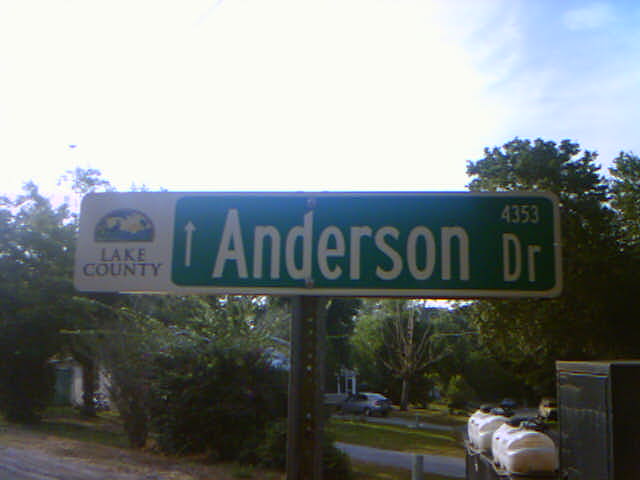 LAKE
COUNTY
↑ Anderson Dr
4353